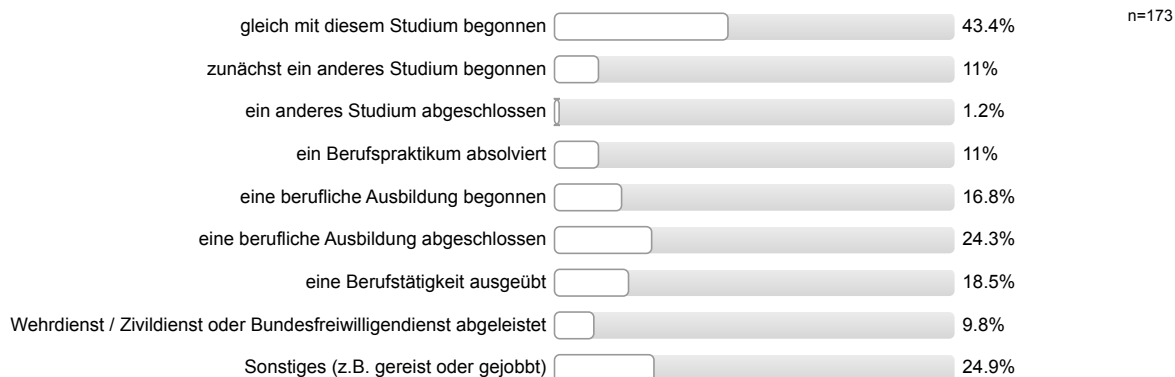 gleich mit diesem Studium begonnen 43.4% n=173
zunächst ein anderes Studium begonnen 11%
ein anderes Studium abgeschlossen 1.2%
ein Berufspraktikum absolviert 11%
eine berufliche Ausbildung begonnen 16.8%
eine berufliche Ausbildung abgeschlossen 24.3%
eine Berufstätigkeit ausgeübt 18.5%
Wehrdienst / Zivildienst oder Bundesfreiwilligendienst abgeleistet 9.8%
Sonstiges (z.B. gereist oder gejobbt) 24.9%